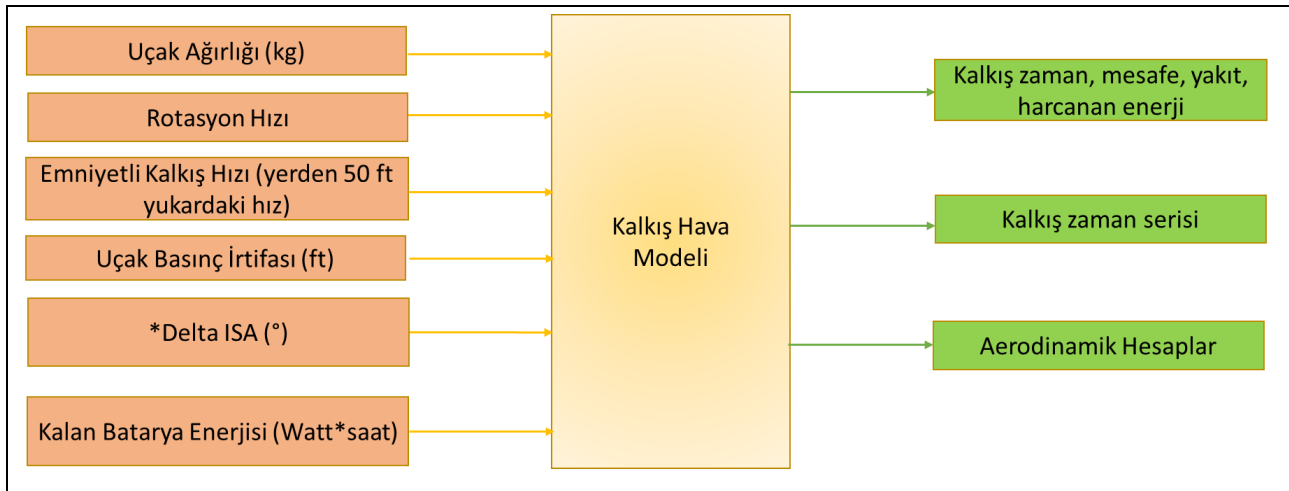 Uçak Ağırlığı (kg)
Rotasyon Hızı
Emniyetli Kalkış Hızı (yerden 50 ft
yukardaki hız)
Uçak Basınç İrtifası (ft)
*Delta ISA (°)
Kalan Batarya Enerjisi (Watt*saat)
Kalkış Hava
Modeli
Kalkış zaman, mesafe, yakıt,
harcanan enerji
Kalkış zaman serisi
Aerodinamik Hesaplar